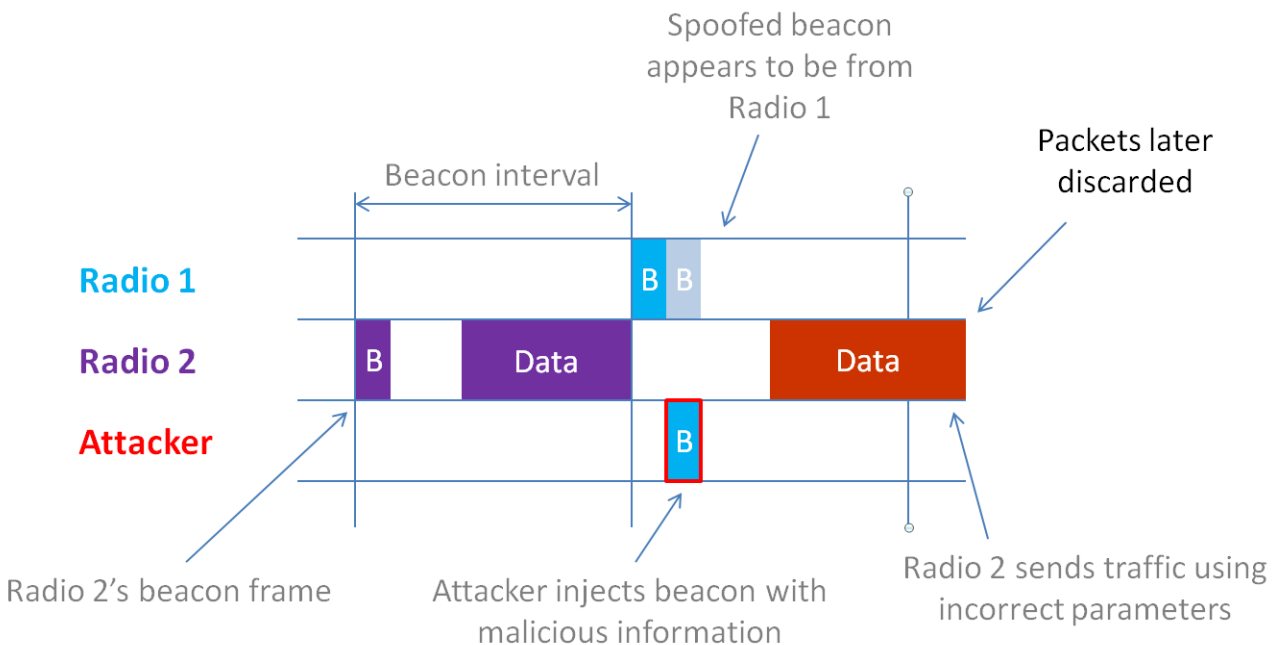 Spoofed beacon
appears to be from
Radio 1
Packets later
discarded
Beacon interval
Radio 1
B
B
Radio 2
B
Data
Data
Attacker
B
Radio 2’s beacon frame
Attacker injects beacon with
malicious information
Radio 2 sends traffic using
incorrect parameters